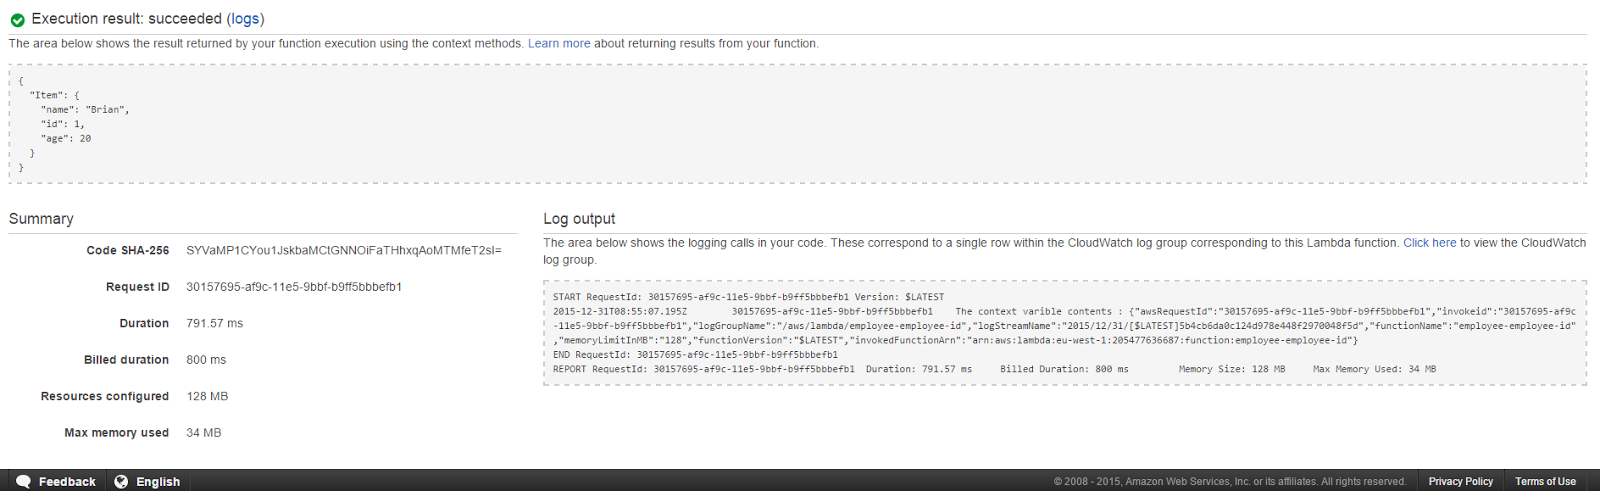 Execution result: succeeded (logs)
The area below shows the result returned by your function execution using the context methods. Learn more about returning results from your function.
{
"Item": {
"name": "Brian",
"id": 1,
"age": 20
}
}
Summary
Code SHA-256 SYVaMP1CYou1JskbaMCtGNNOiFaTHhxqAoMTMfeT2sI=
Request ID 30157695-af9c-11e5-9bbf-b9ff5bbbefb1
Duration 791.57 ms
Billed duration 800 ms
Resources configured 128 MB
Max memory used 34 MB
Log output
The area below shows the logging calls in your code. These correspond to a single row within the CloudWatch log group corresponding to this Lambda function. Click here to view the CloudWatch
log group.
START RequestId: 30157695-af9c-11e5-9bbf-b9ff5bbbefb1 Version: $LATEST
2015-12-31T08:55:07.195Z 30157695-af9c-11e5-9bbf-b9ff5bbbefb1 The context varible contents : {"awsRequestId":"30157695-af9c-11e5-9bbf-b9ff5bbbefb1","invokeid":"30157695-af9c
-11e5-9bbf-b9ff5bbbefb1","logGroupName":"/aws/lambda/employee-employee-id","logStreamName":"2015/12/31/[$LATEST]5b4cb6da0c124d978e448f2970048f5d","functionName":"employee-employee-id"
,"memoryLimitInMB":"128","functionVersion":"$LATEST","invokedFunctionArn":"arn:aws:lambda:eu-west-1:205477636687:function:employee-employee-id"}
END RequestId: 30157695-af9c-11e5-9bbf-b9ff5bbbefb1
REPORT RequestId: 30157695-af9c-11e5-9bbf-b9ff5bbbefb1 Duration: 791.57 ms Billed Duration: 800 ms Memory Size: 128 MB Max Memory Used: 34 MB
Feedback English © 2008 - 2015, Amazon Web Services, Inc. or its affiliates. All rights reserved. Privacy Policy Terms of Use